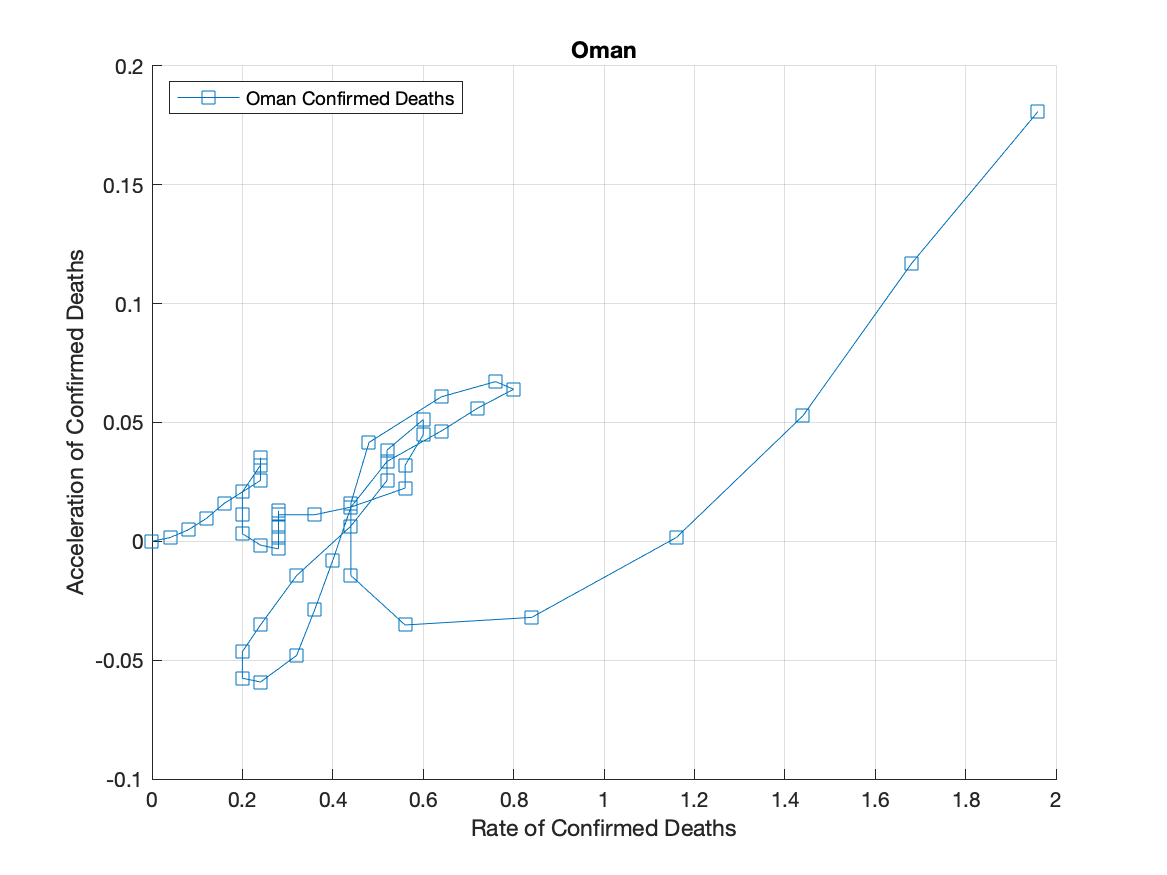 Oman
Oman Confirmed Deaths
0.2
0.15
0.1
0.05
0
-0.05
-0.1
Acceleration of Confirmed Deaths
0 0.2 0.4 0.6 0.8 1 1.2 1.4 1.6 1.8 2
Rate of Confirmed Deaths